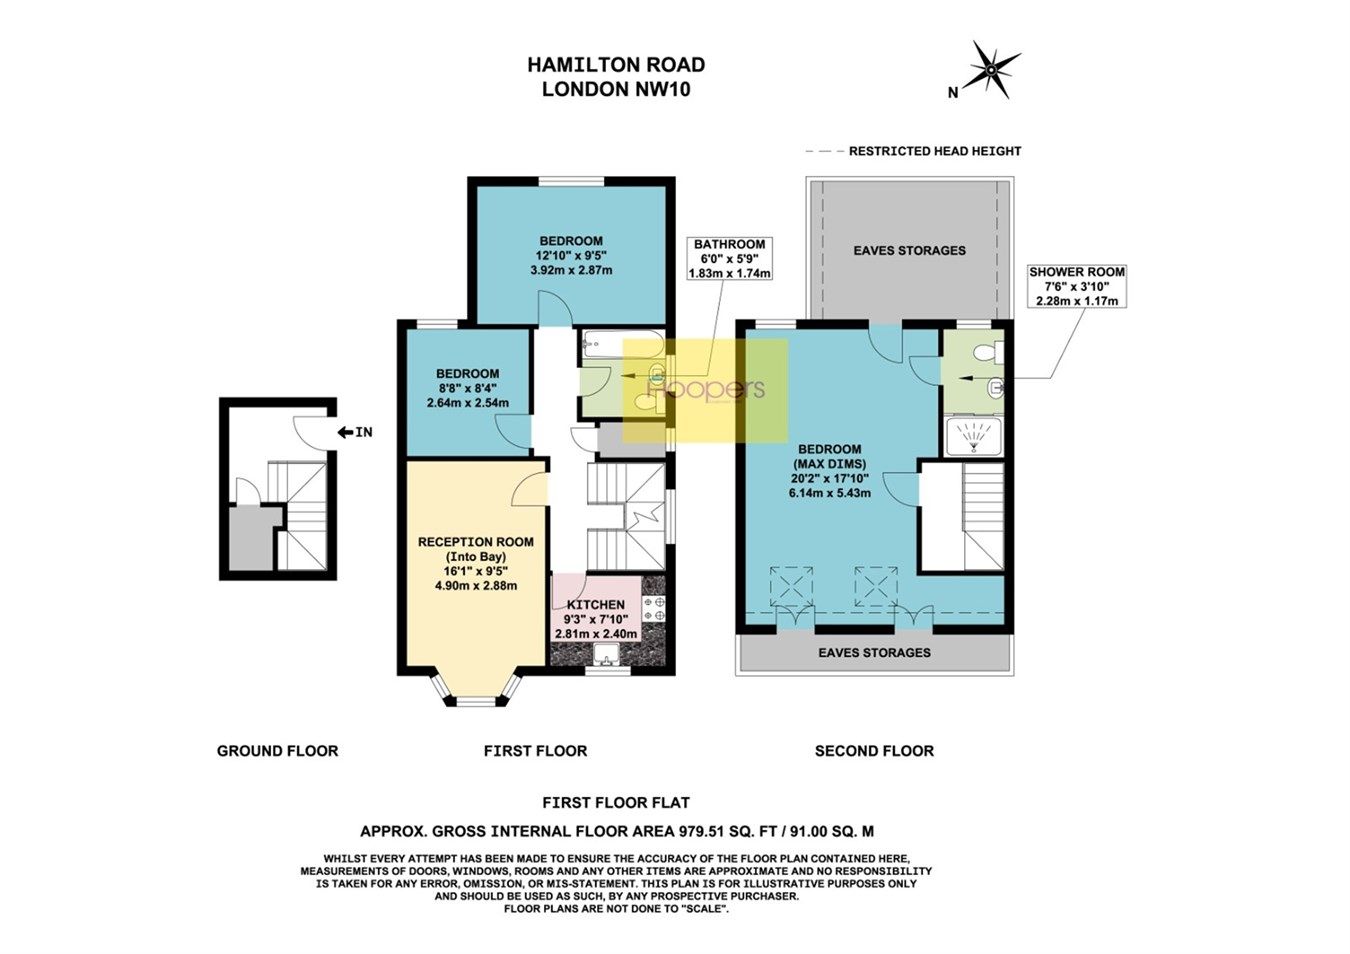 HAMILTON ROAD
LONDON NW10
N
RESTRICTED HEAD HEIGHT
BEDROOM
12'10" x 9'5"
3.92m x 2.87m
BATHROOM
6'0" x 5'9"
1.83m x 1.74m
EAVES STORAGES
SHOWER ROOM
7'6" x 3'10"
2.28m x 1.17m
BEDROOM
8'8" x 8'4"
2.64m x 2.54m
Hoopers
IN
BEDROOM
(MAX DIMS)
20'2" x 17'10"
6.14m x 5.43m
RECEPTION ROOM
(Into Bay)
16'1" x 9'5"
4.90m x 2.88m
KITCHEN
9'3" x 7'10"
2.81m x 2.40m
EAVES STORAGES
GROUND FLOOR
FIRST FLOOR
SECOND FLOOR
FIRST FLOOR FLAT
APPROX. GROSS INTERNAL FLOOR AREA 979.51 SQ. FT / 91.00 SQ. M
WHILST EVERY ATTEMPT HAS BEEN MADE TO ENSURE THE ACCURACY OF THE FLOOR PLAN CONTAINED HERE,
MEASUREMENTS OF DOORS, WINDOWS, ROOMS AND ANY OTHER ITEMS ARE APPROXIMATE AND NO RESPONSIBILITY
IS TAKEN FOR ANY ERROR, OMISSION, OR MIS-STATEMENT. THIS PLAN IS FOR ILLUSTRATIVE PURPOSES ONLY
AND SHOULD BE USED AS SUCH, BY ANY PROSPECTIVE PURCHASER.
FLOOR PLANS ARE NOT DONE TO "SCALE".